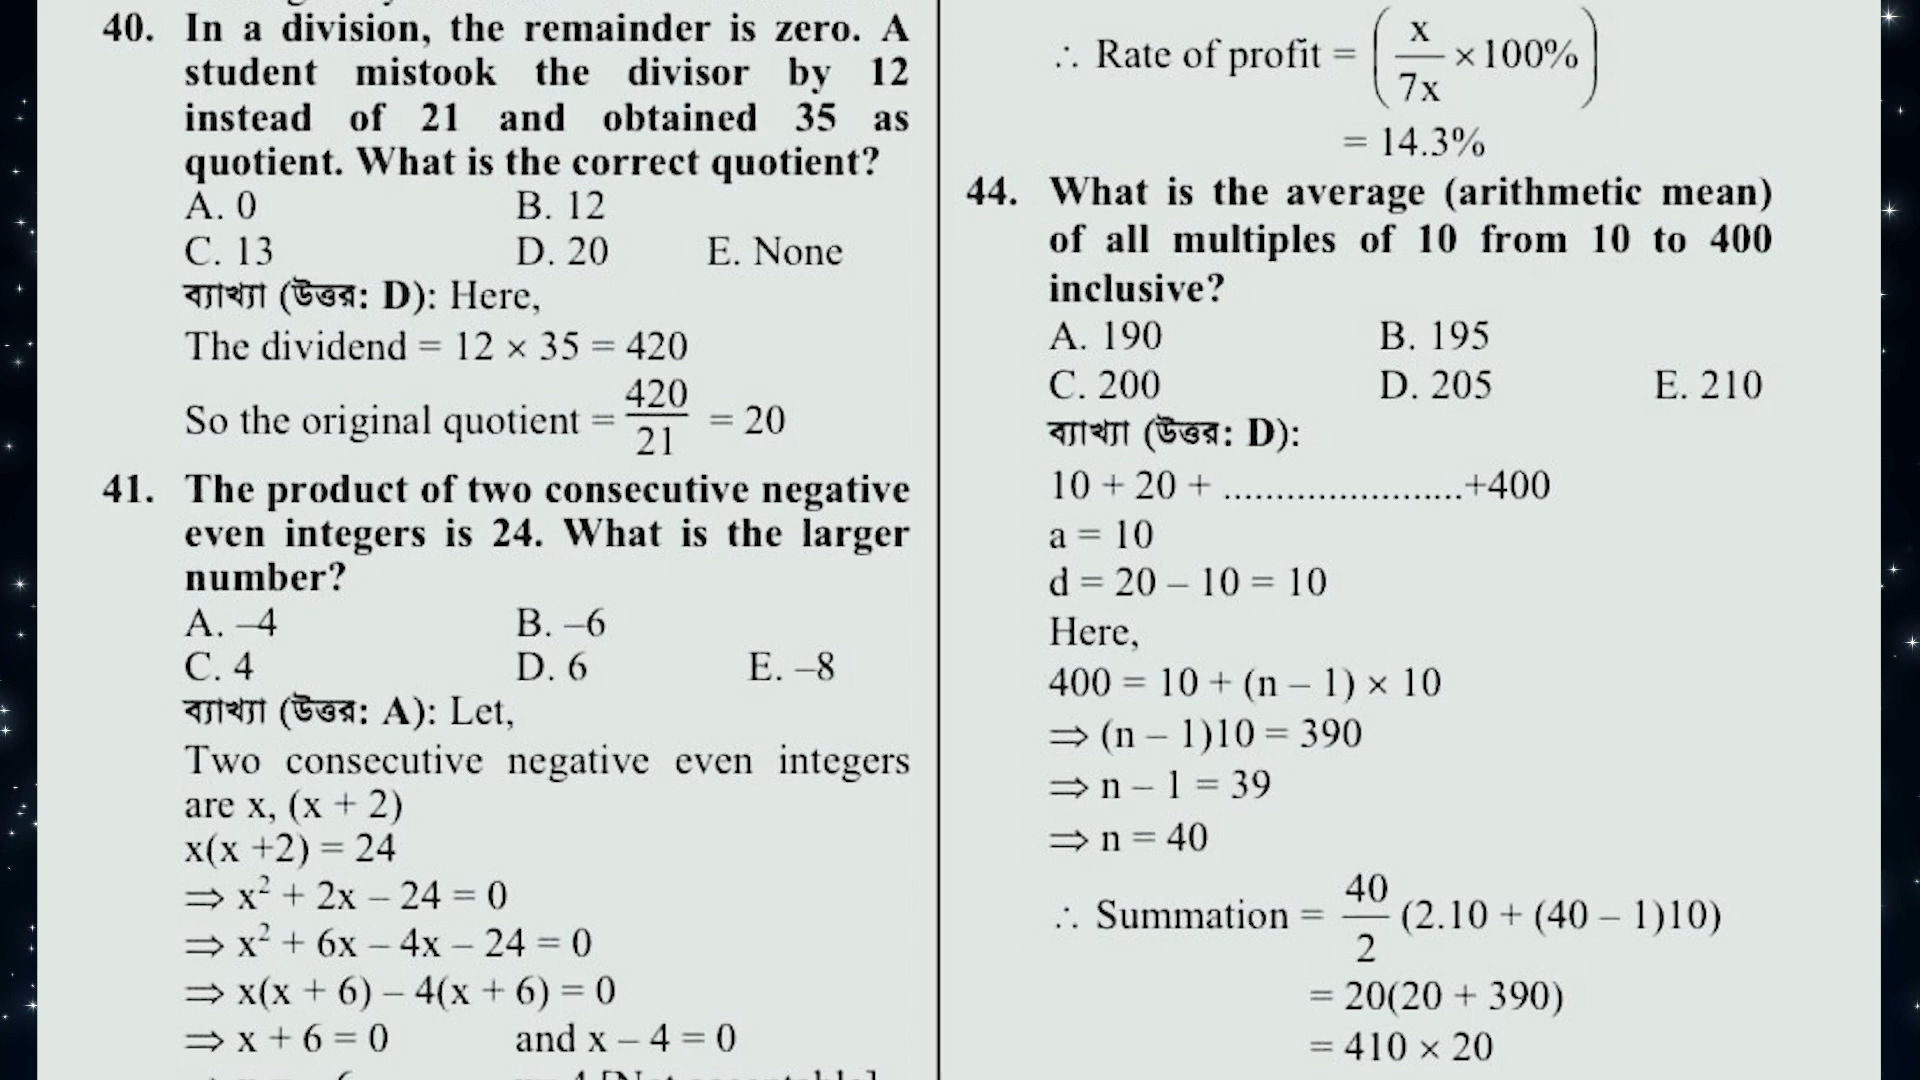 40. In a division, the remainder is zero. A
student mistook the divisor by 12
instead of 21 and obtained 35 as
quotient. What is the correct quotient?
A. 0 B. 12
C. 13 D. 20 E. None
ব্যাখ্যা (উত্তর: D): Here,
The dividend = 12 × 35 = 420
So the original quotient = 420/21 = 20
41. The product of two consecutive negative
even integers is 24. What is the larger
number?
A. –4 B. –6
C. 4 D. 6 E. –8
ব্যাখ্যা (উত্তর: A): Let,
Two consecutive negative even integers
are x, (x + 2)
x(x +2) = 24
⇒ x² + 2x – 24 = 0
⇒ x² + 6x – 4x – 24 = 0
⇒ x(x + 6) – 4(x + 6) = 0
⇒ x + 6 = 0 and x – 4 = 0
∴ Rate of profit = (x/7x × 100%)
= 14.3%
44. What is the average (arithmetic mean)
of all multiples of 10 from 10 to 400
inclusive?
A. 190 B. 195
C. 200 D. 205 E. 210
ব্যাখ্যা (উত্তর: D):
10 + 20 + .......................+400
a = 10
d = 20 – 10 = 10
Here,
400 = 10 + (n – 1) × 10
⇒ (n – 1)10 = 390
⇒ n – 1 = 39
⇒ n = 40
∴ Summation = 40/2 (2.10 + (40 – 1)10)
= 20(20 + 390)
= 410 × 20